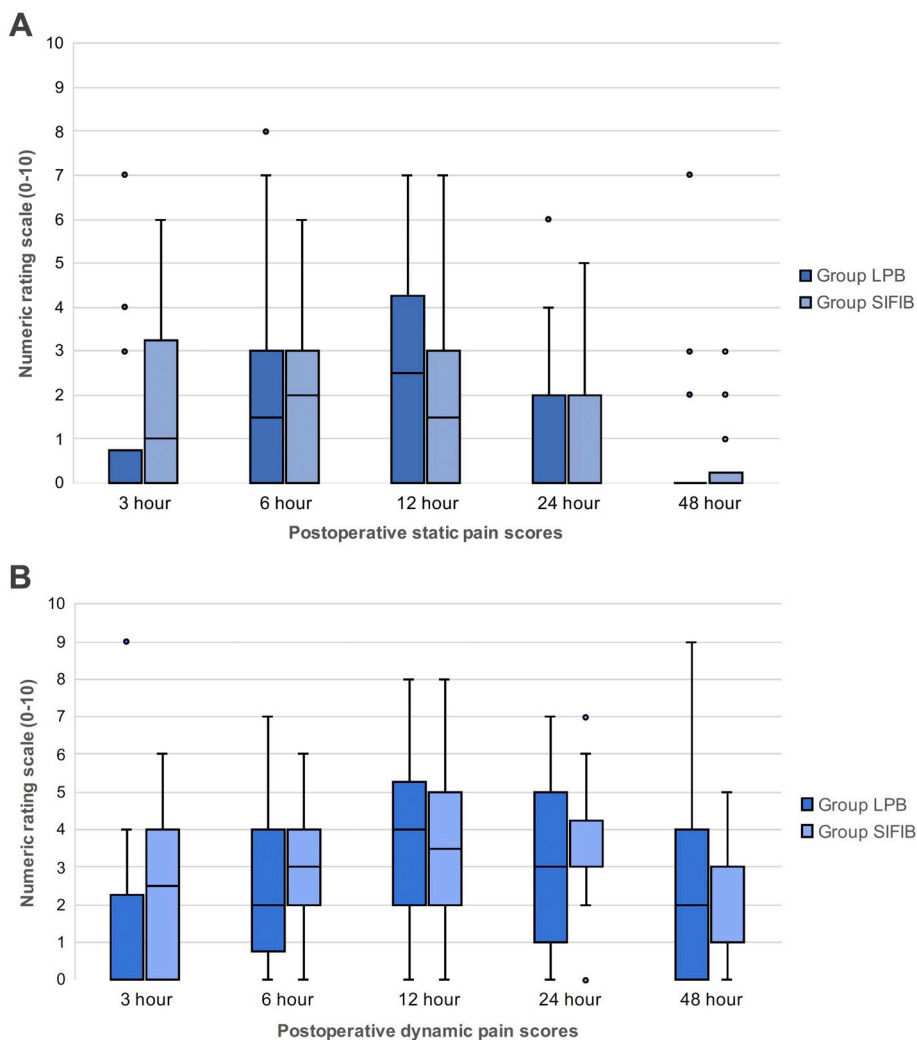 A
10
9
8
7
6
5
4
3
2
1
0
Numeric rating scale (0-10)
3 hour 6 hour 12 hour 24 hour 48 hour
Postoperative static pain scores
Group LPB
Group SIFIB
B
10
9
8
7
6
5
4
3
2
1
0
Numeric rating scale (0-10)
3 hour 6 hour 12 hour 24 hour 48 hour
Postoperative dynamic pain scores
Group LPB
Group SIFIB